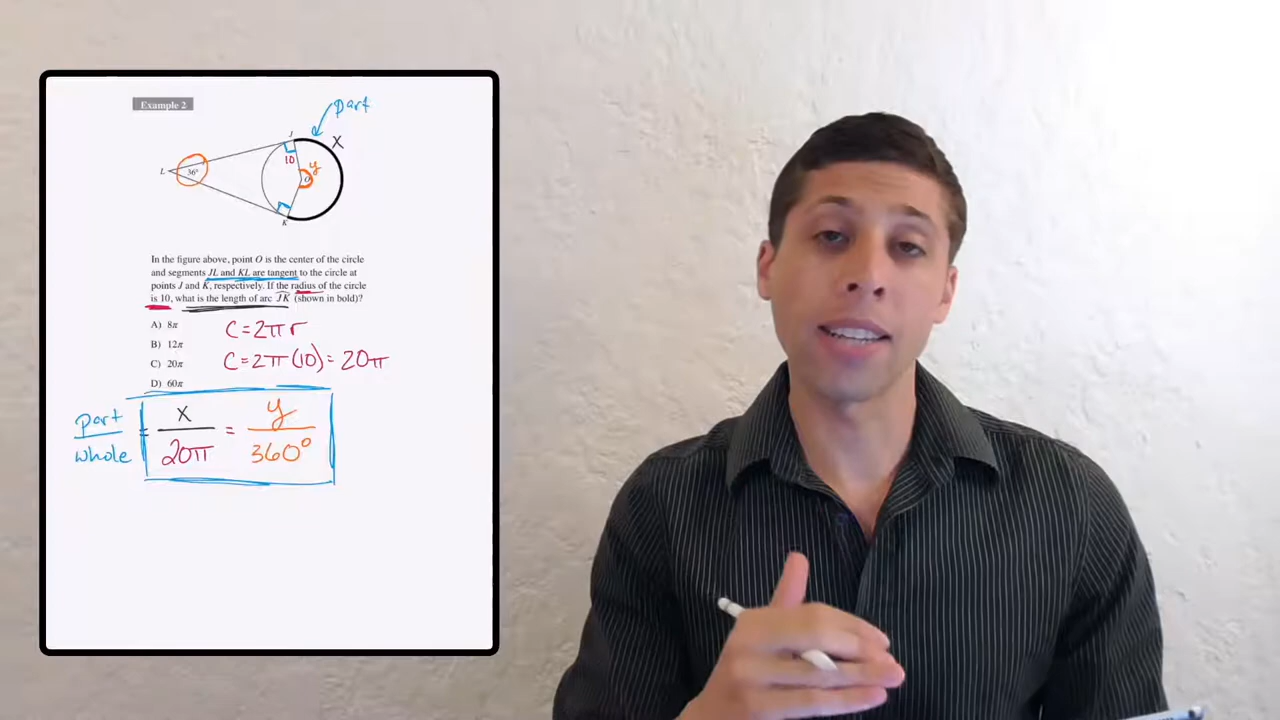 Example 2
part
J
X
10
y
L
36°
O
K
In the figure above, point O is the center of the circle
and segments JL and KL are tangent to the circle at
points J and K, respectively. If the radius of the circle
is 10, what is the length of arc JK (shown in bold)?
A) 8π
C = 2πr
B) 12π
C = 2π(10) = 20π
C) 20π
D) 60π
part
whole
=
x
20π
=
y
360°